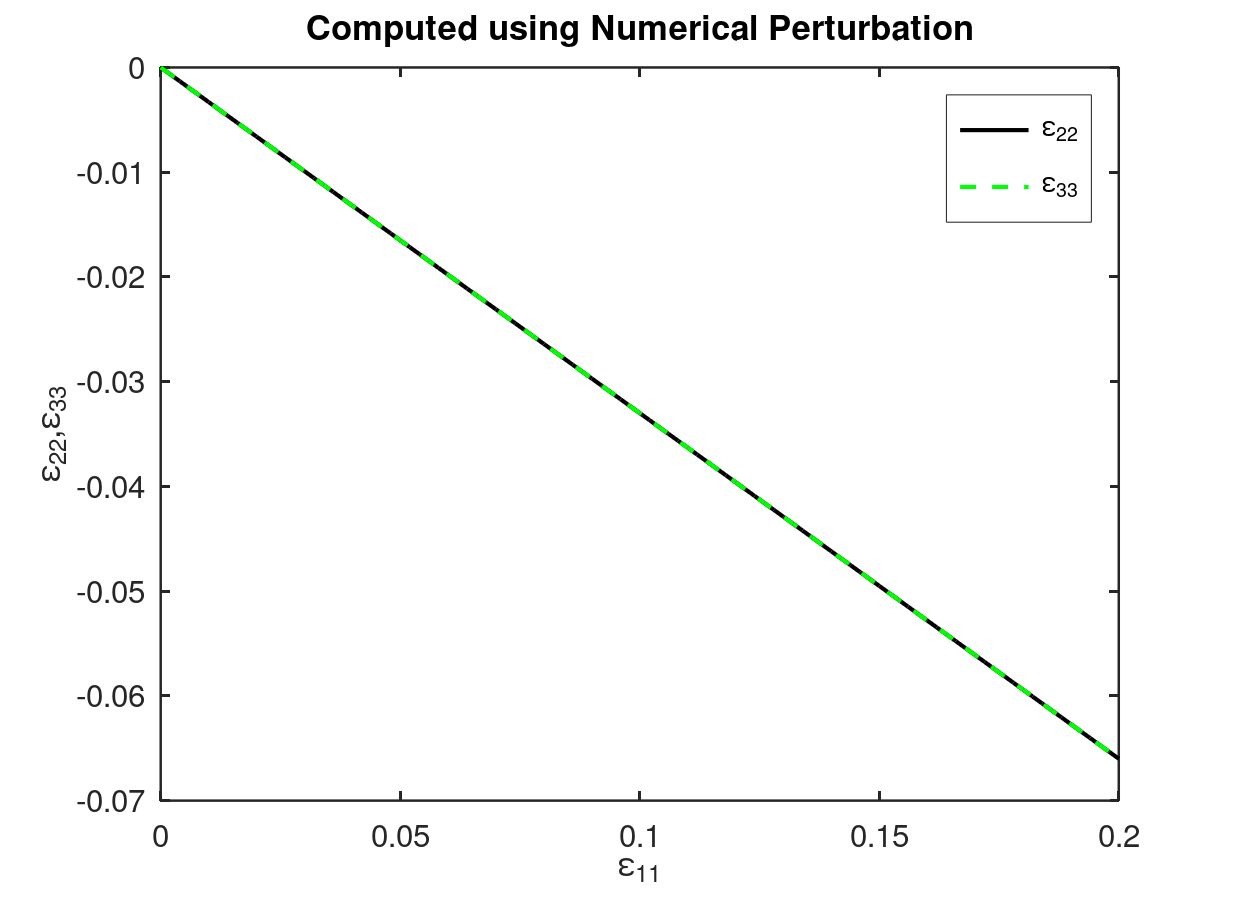 Computed using Numerical Perturbation
0
-0.01
-0.02
-0.03
-0.04
-0.05
-0.06
-0.07
ε22,ε33
ε22
ε33
0 0.05 0.1 0.15 0.2
ε11